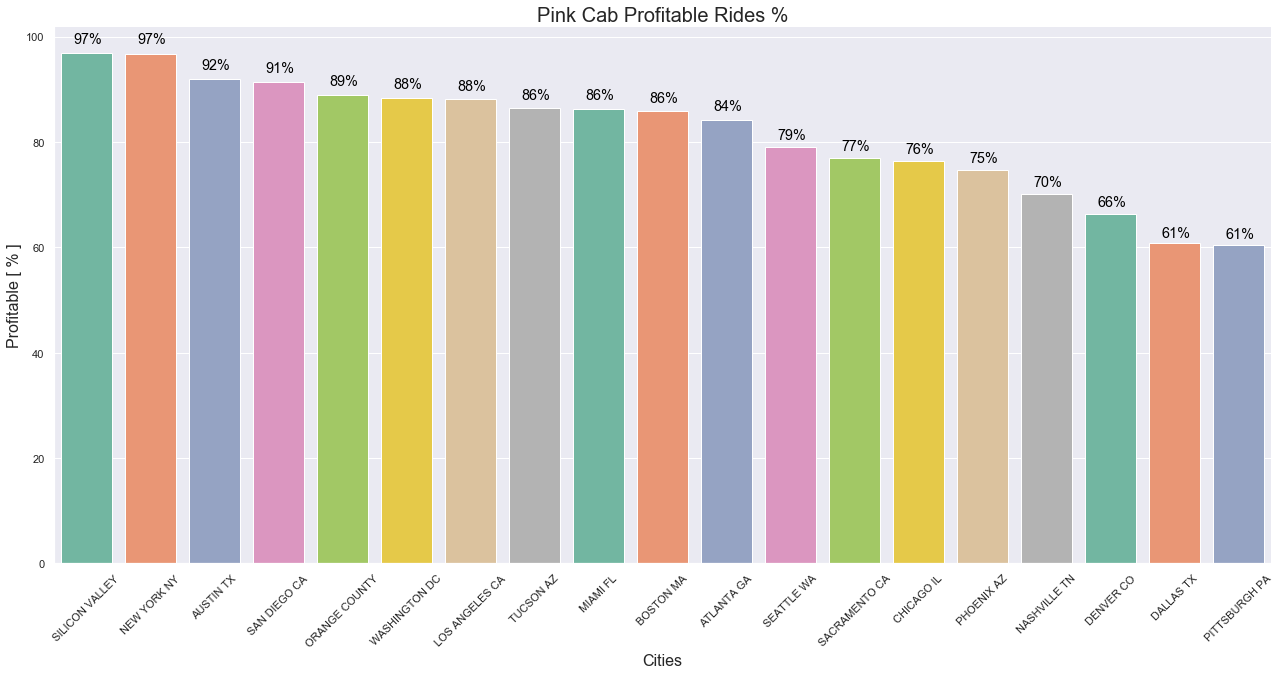 Pink Cab Profitable Rides %
97%
97%
92%
91%
89%
88%
88%
86%
86%
86%
84%
79%
77%
76%
75%
70%
66%
61%
61%
Profitable [ % ]
100
80
60
40
20
0
SILICON VALLEY
NEW YORK NY
AUSTIN TX
SAN DIEGO CA
ORANGE COUNTY
WASHINGTON DC
LOS ANGELES CA
TUCSON AZ
MIAMI FL
BOSTON MA
ATLANTA GA
SEATTLE WA
SACRAMENTO CA
CHICAGO IL
PHOENIX AZ
NASHVILLE TN
DENVER CO
DALLAS TX
PITTSBURGH PA
Cities